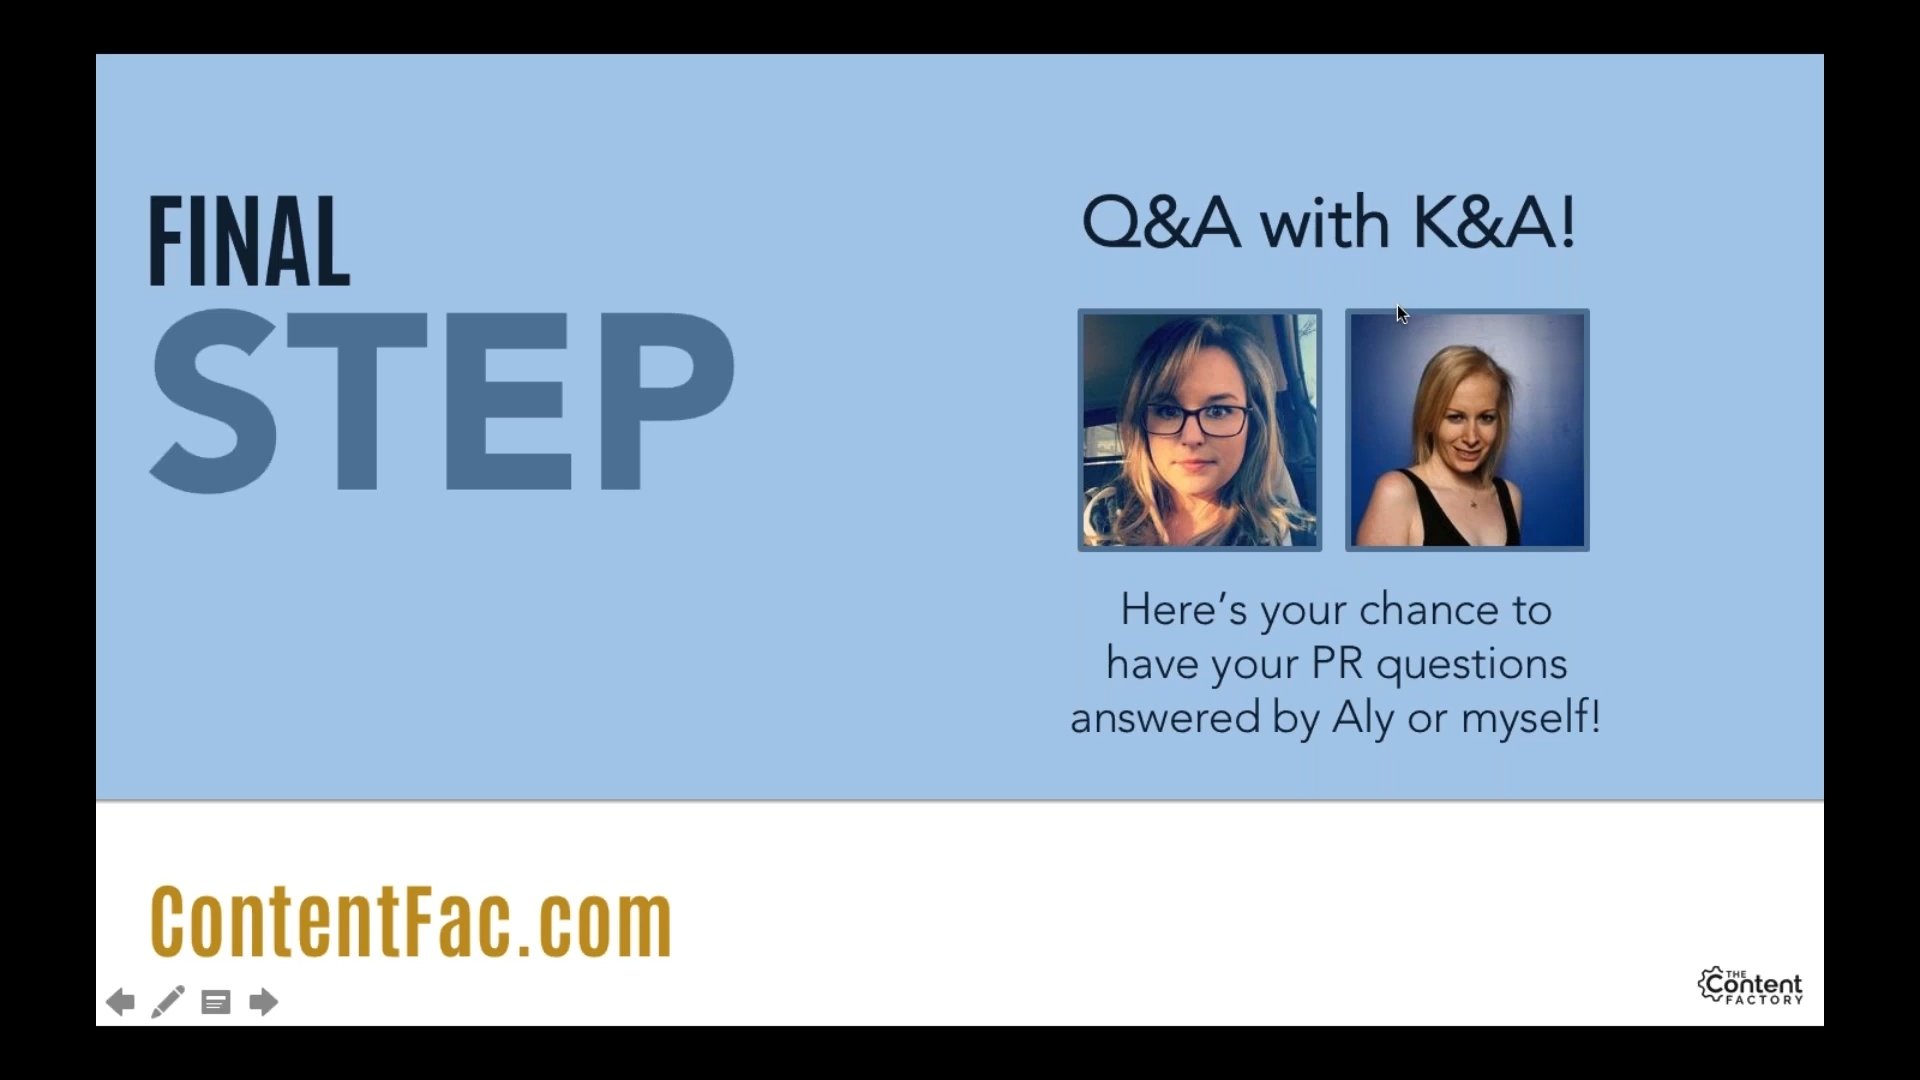 FINAL
STEP
Q&A with K&A!
Here’s your chance to
have your PR questions
answered by Aly or myself!
ContentFac.com
THE
Content
FACTORY